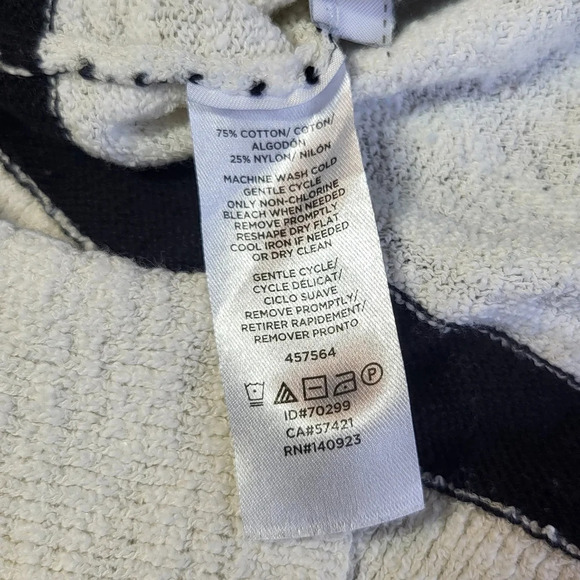 75% COTTON/ COTON/
ALGODÓN
25% NYLON/ NILÓN
MACHINE WASH COLD
GENTLE CYCLE
ONLY NON-CHLORINE
BLEACH WHEN NEEDED
REMOVE PROMPTLY
RESHAPE DRY FLAT
COOL IRON IF NEEDED
OR DRY CLEAN
GENTLE CYCLE/
CYCLE DÉLICAT/
CICLO SUAVE
REMOVE PROMPTLY/
RETIRER RAPIDEMENT/
REMOVER PRONTO
457564
P
ID#70299
CA#57421
RN#140923